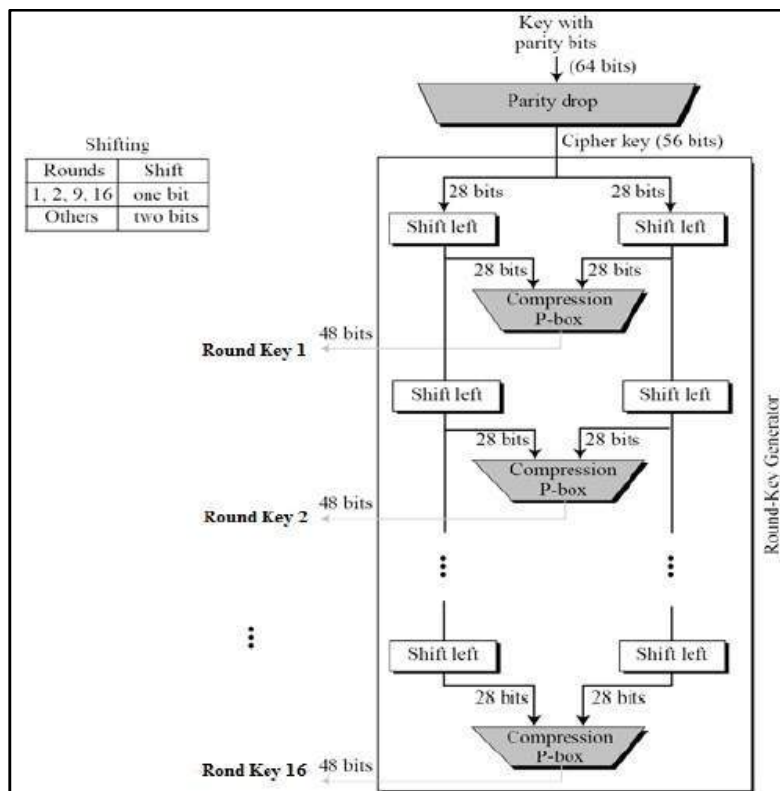 Key with
parity bits
(64 bits)
Parity drop
Cipher key (56 bits)
Shifting
Rounds Shift
1, 2, 9, 16 one bit
Others two bits
28 bits 28 bits
Shift left Shift left
28 bits 28 bits
Compression
P-box
48 bits
Round Key 1
Shift left Shift left
28 bits 28 bits
Compression
P-box
48 bits
Round Key 2
Round-Key Generator
Shift left Shift left
28 bits 28 bits
Compression
P-box
48 bits
Rond Key 16